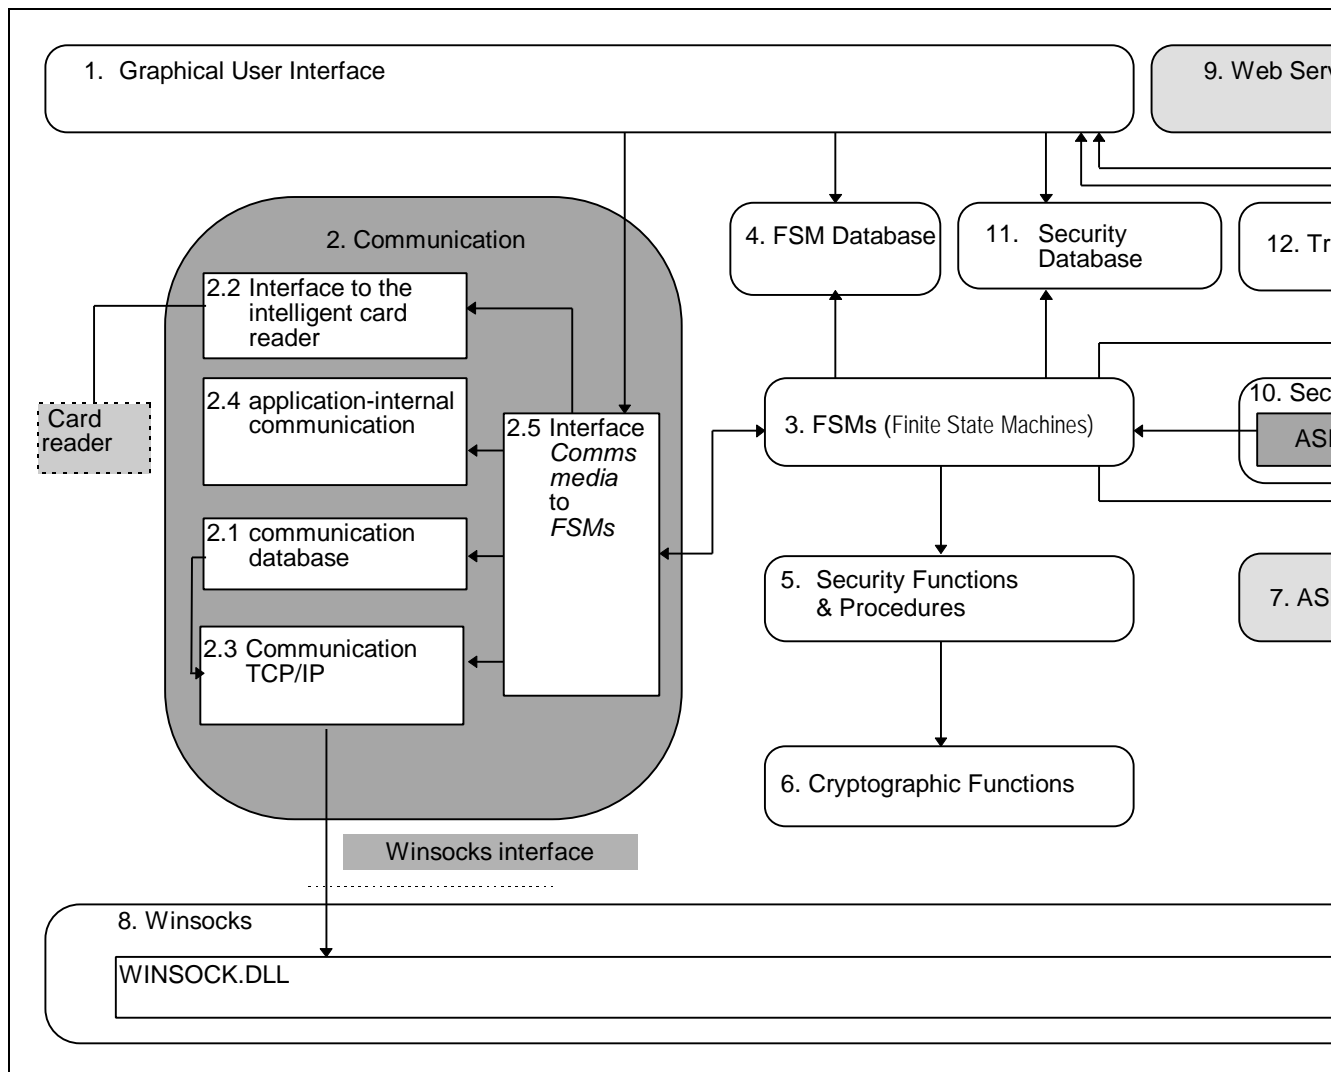 1. Graphical User Interface
9. Web Serv
2. Communication
4. FSM Database
11. Security
Database
12. Tr
2.2 Interface to the
intelligent card
reader
Card
reader
2.4 application-internal
communication
2.5 Interface
Comms
media
to
FSMs
3. FSMs (Finite State Machines)
10. Sec
2.1 communication
database
5. Security Functions
& Procedures
7. AS
2.3 Communication
TCP/IP
6. Cryptographic Functions
Winsocks interface
8. Winsocks
WINSOCK.DLL